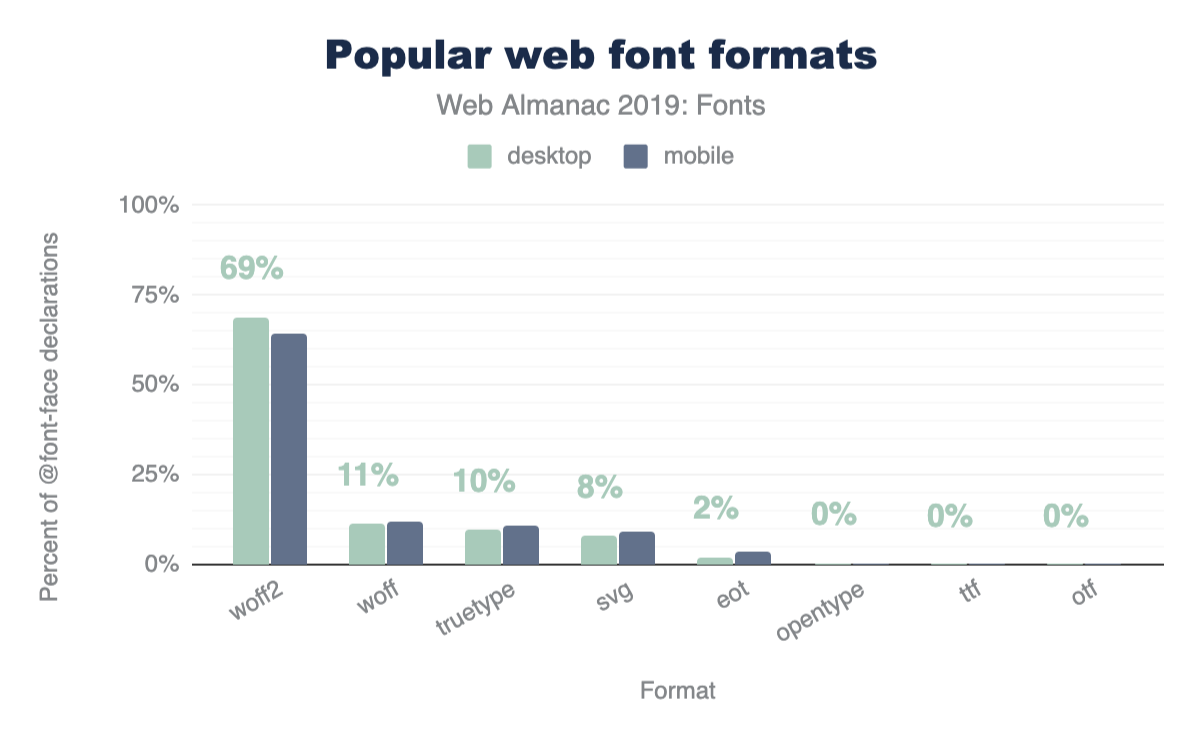 Popular web font formats
Web Almanac 2019: Fonts
desktop
mobile
Percent of @font-face declarations
100%
75%
50%
25%
0%
69%
11%
10%
8%
2%
0%
0%
0%
woff2
woff
truetype
svg
eot
opentype
ttf
otf
Format